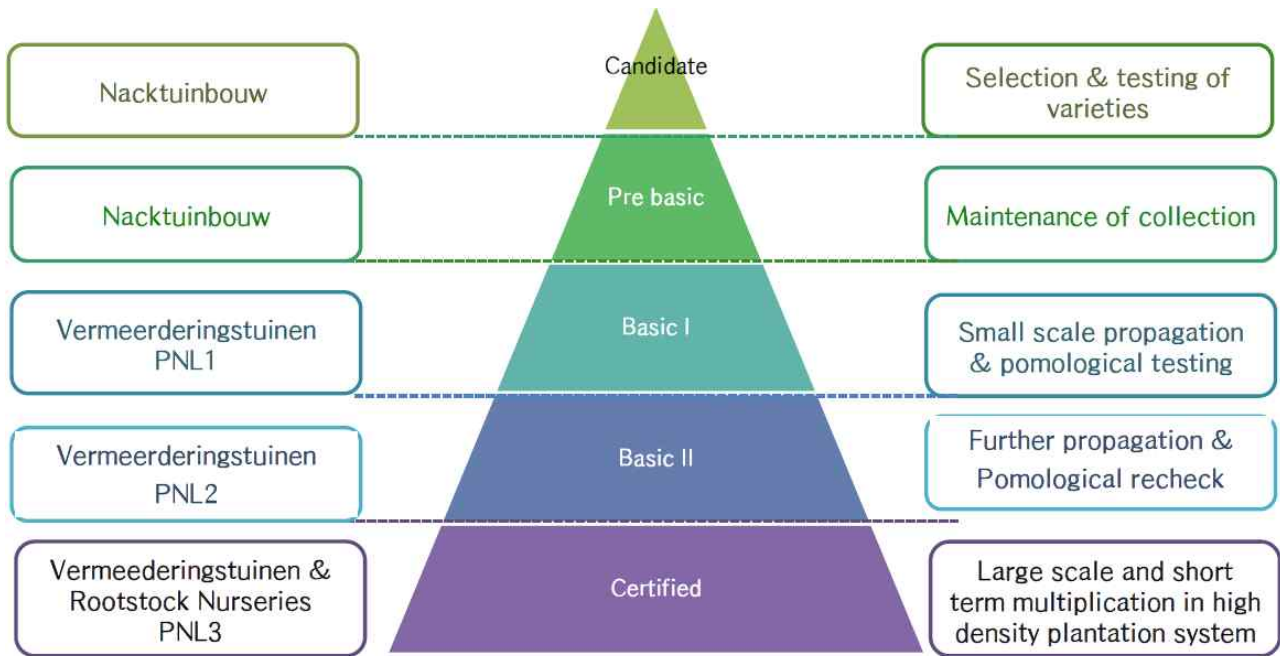 Nacktuinbouw
Candidate
Selection & testing of
varieties
Nacktuinbouw
Pre basic
Maintenance of collection
Vermeerderingstuinen
PNL1
Basic I
Small scale propagation
& pomological testing
Vermeerderingstuinen
PNL2
Basic II
Further propagation &
Pomological recheck
Vermeederingstuinen &
Rootstock Nurseries
PNL3
Certified
Large scale and short
term multiplication in high
density plantation system